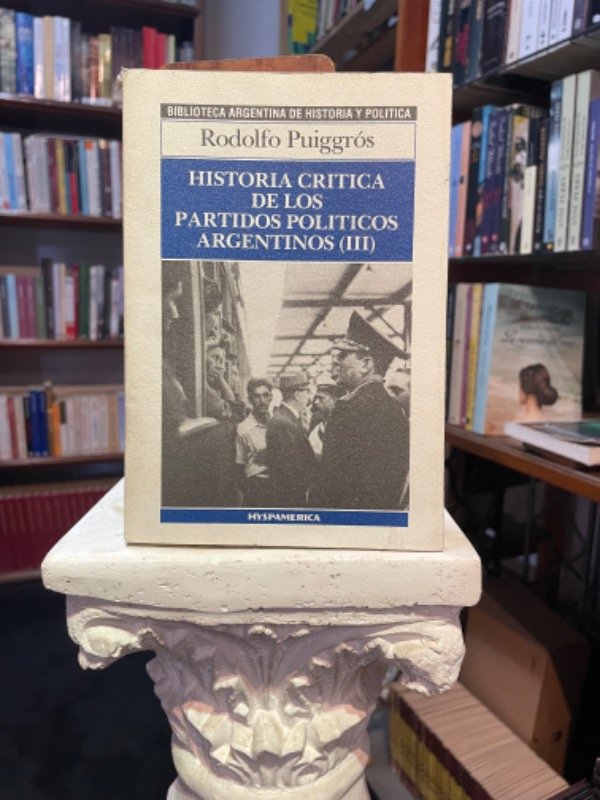 BIBLIOTECA ARGENTINA DE HISTORIA Y POLITICA
Rodolfo Puiggrós
HISTORIA CRITICA
DE LOS
PARTIDOS POLITICOS
ARGENTINOS (III)
HYSPAMERICA